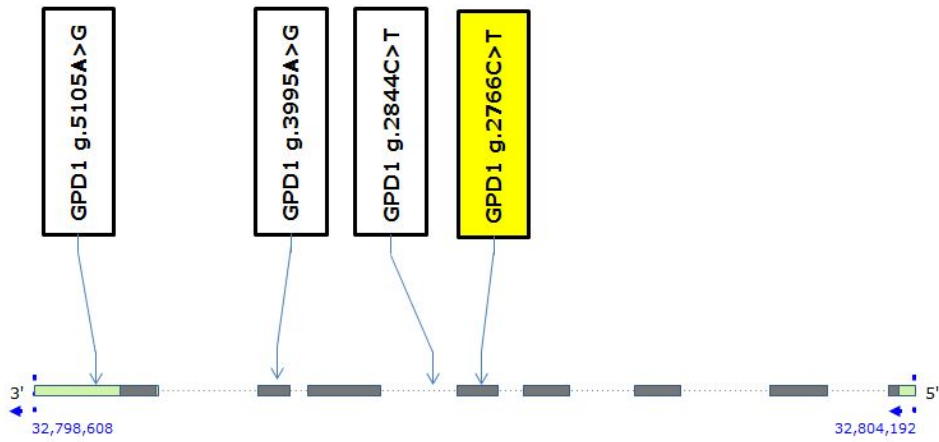 GPD1 g.5105A>G
GPD1 g.3995A>G
GPD1 g.2844C>T
GPD1 g.2766C>T
3'
5'
32,798,608
32,804,192